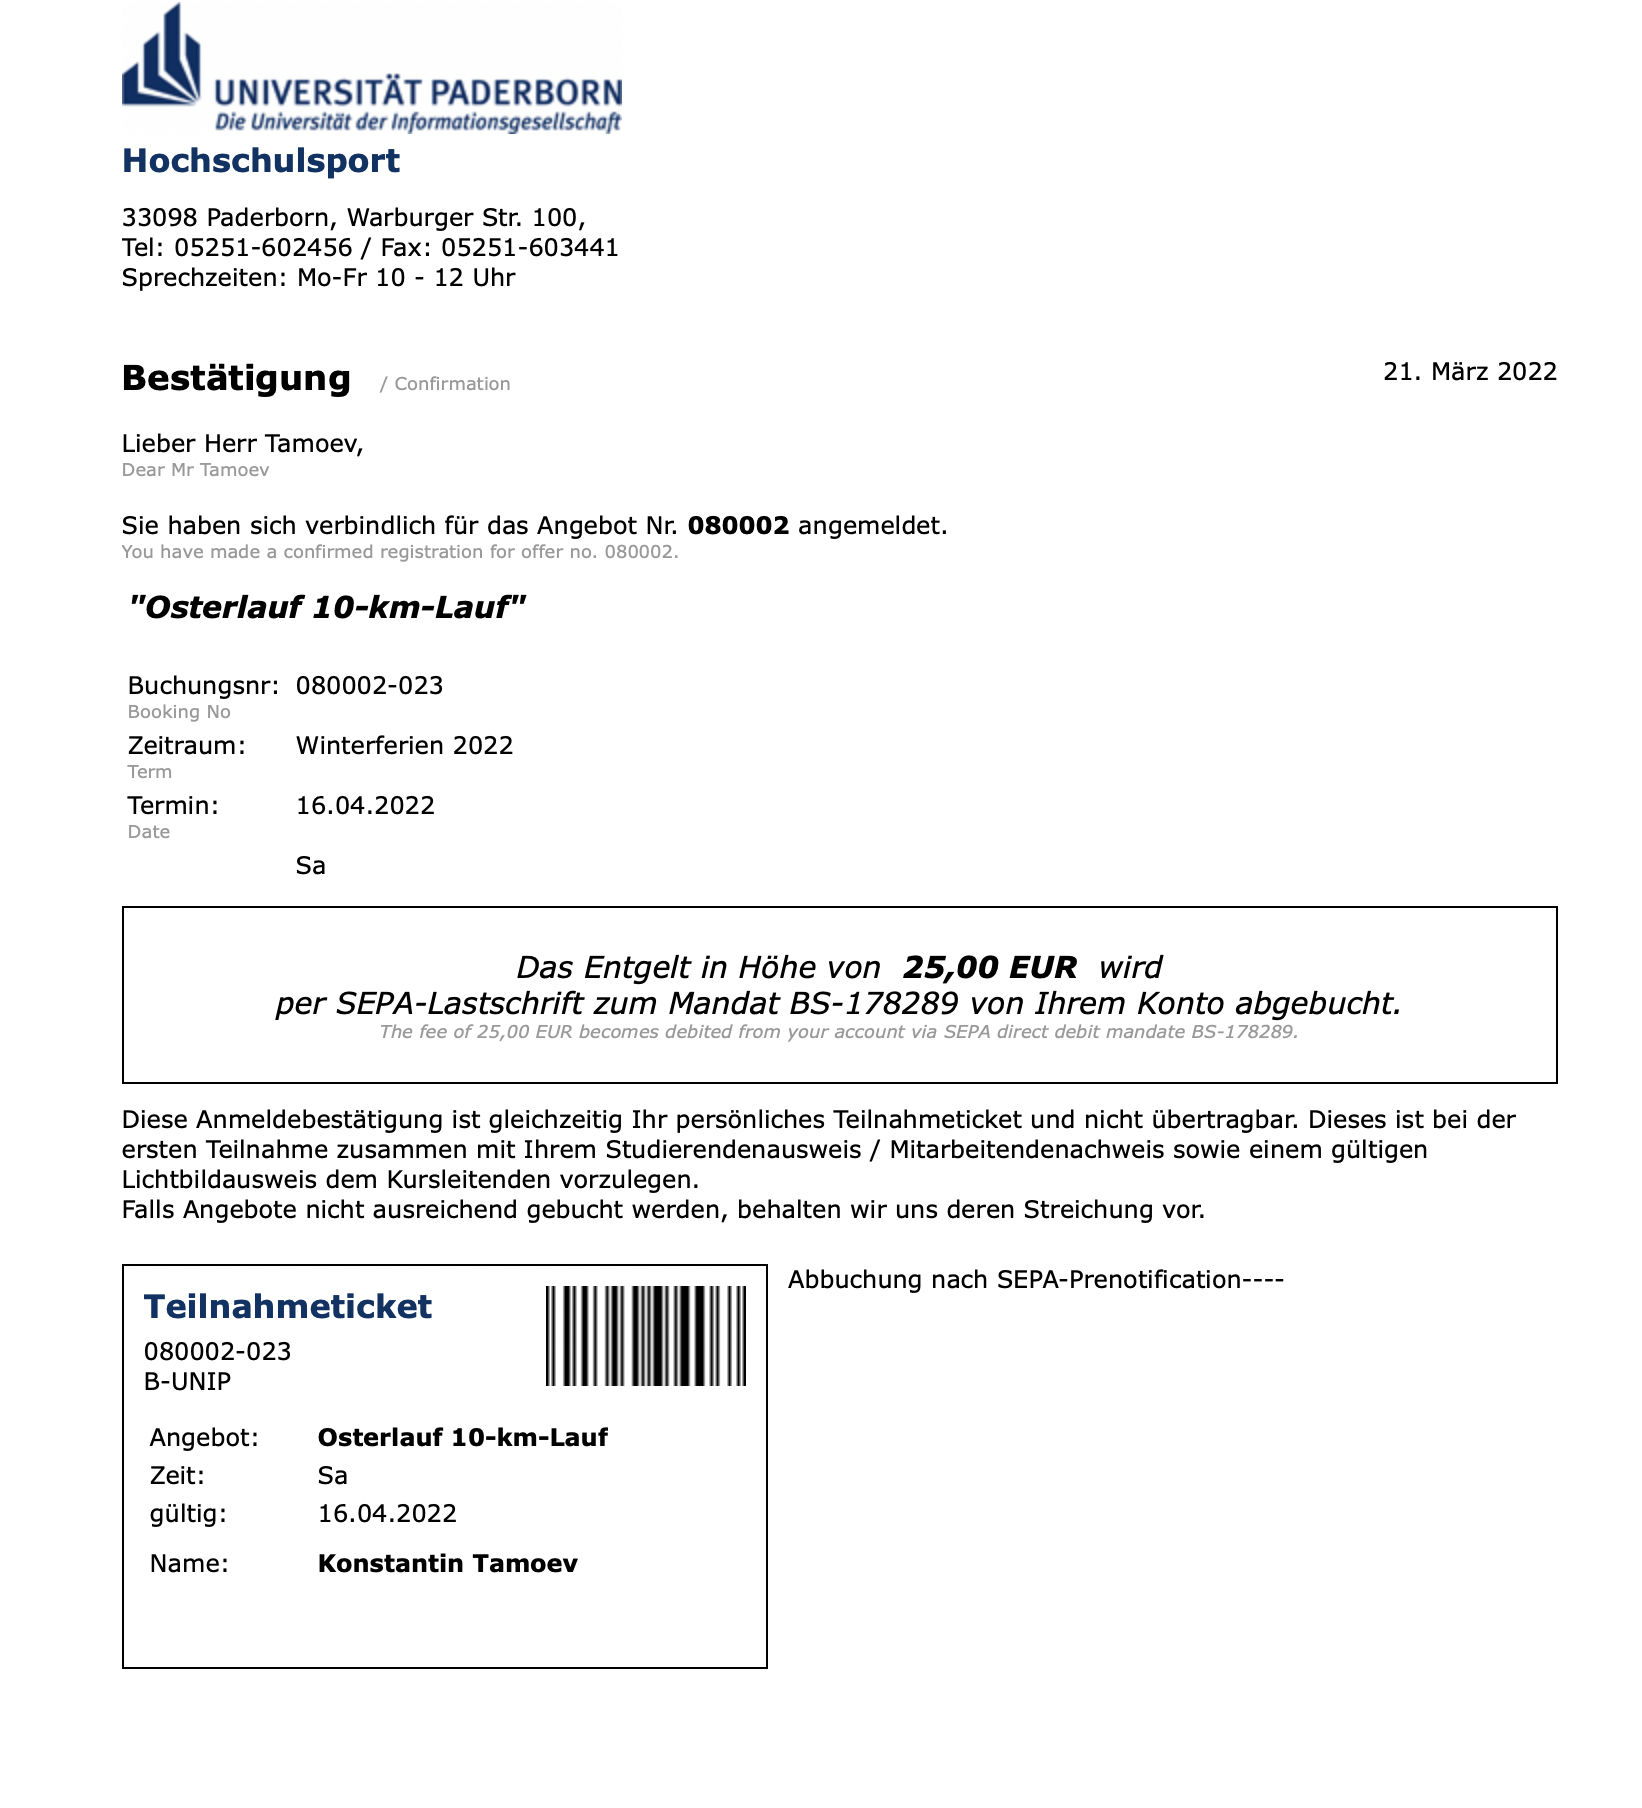 UNIVERSITÄT PADERBORN
Die Universität der Informationsgesellschaft
Hochschulsport
33098 Paderborn, Warburger Str. 100,
Tel: 05251-602456 / Fax: 05251-603441
Sprechzeiten: Mo-Fr 10 - 12 Uhr
Bestätigung / Confirmation
21. März 2022
Lieber Herr Tamoev,
Dear Mr Tamoev
Sie haben sich verbindlich für das Angebot Nr. 080002 angemeldet.
You have made a confirmed registration for offer no. 080002.
"Osterlauf 10-km-Lauf"
Buchungsnr: 080002-023
Booking No
Zeitraum: Winterferien 2022
Term
Termin: 16.04.2022
Date
Sa
Das Entgelt in Höhe von 25,00 EUR wird
per SEPA-Lastschrift zum Mandat BS-178289 von Ihrem Konto abgebucht.
The fee of 25,00 EUR becomes debited from your account via SEPA direct debit mandate BS-178289.
Diese Anmeldebestätigung ist gleichzeitig Ihr persönliches Teilnahmeticket und nicht übertragbar. Dieses ist bei der
ersten Teilnahme zusammen mit Ihrem Studierendenausweis / Mitarbeitendenachweis sowie einem gültigen
Lichtbildausweis dem Kursleitenden vorzulegen.
Falls Angebote nicht ausreichend gebucht werden, behalten wir uns deren Streichung vor.
Teilnahmeticket
080002-023
B-UNIP
Angebot: Osterlauf 10-km-Lauf
Zeit: Sa
gültig: 16.04.2022
Name: Konstantin Tamoev
Abbuchung nach SEPA-Prenotification----